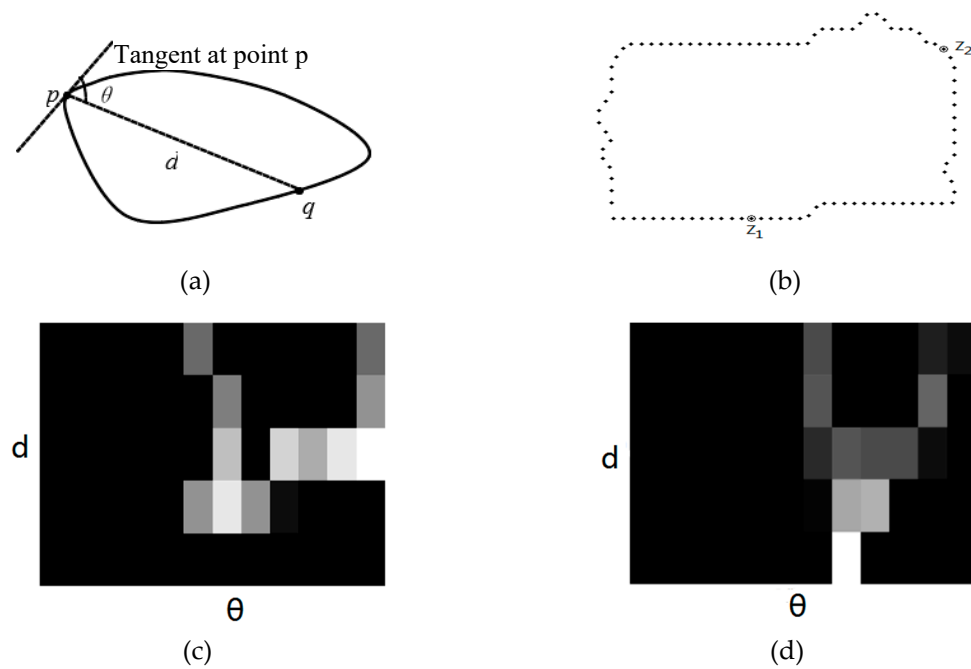 Tangent at point p
p
θ
d
q
(a)
z₂
z₁
(b)
d
θ
(c)
d
θ
(d)